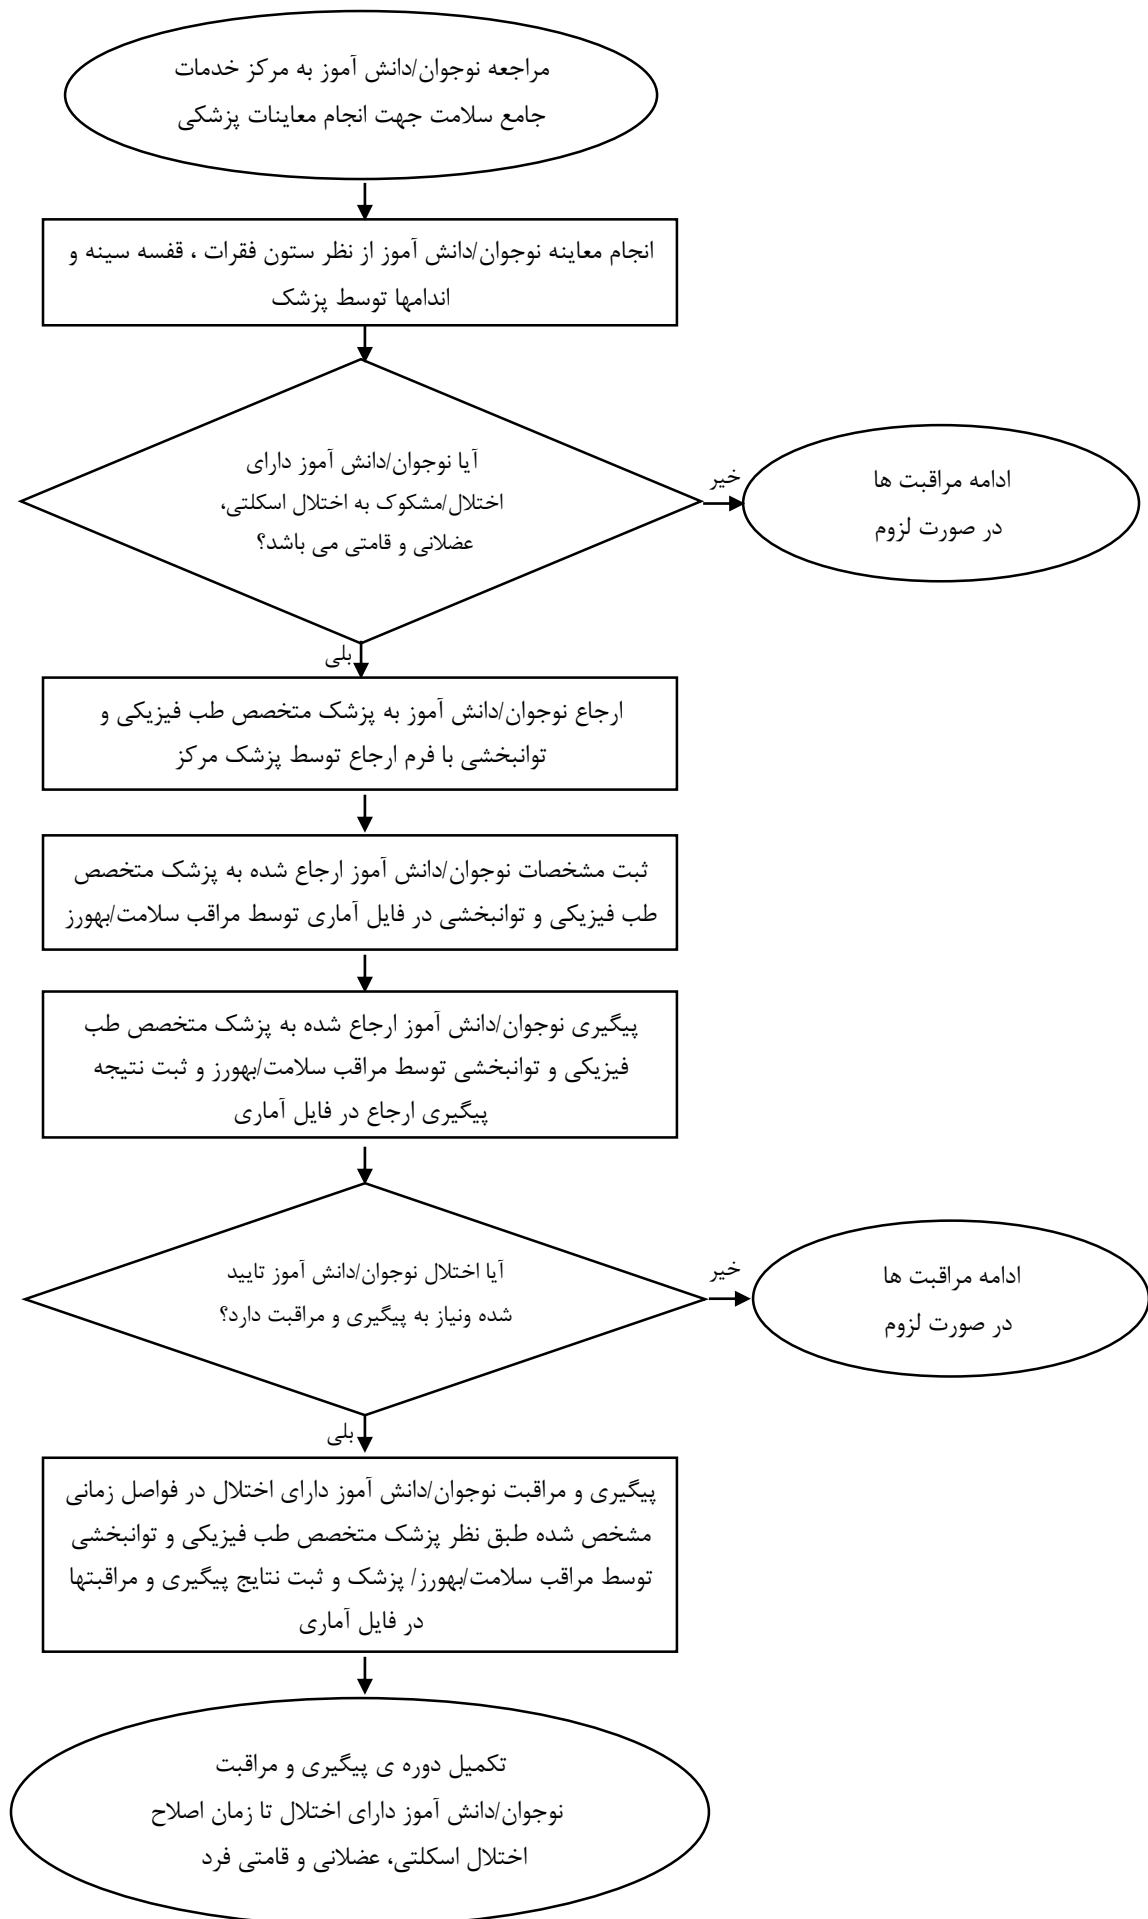 مراجعه نوجوان/دانش آموز به مرکز خدمات
جامع سلامت جهت انجام معاینات پزشکی
انجام معاینه نوجوان/دانش آموز از نظر ستون فقرات ، قفسه سینه و
اندامها توسط پزشک
آیا نوجوان/دانش آموز دارای
اختلال/مشکوک به اختلال اسکلتی،
عضلانی و قامتی می باشد؟
خیر
ادامه مراقبت ها
در صورت لزوم
بلی
ارجاع نوجوان/دانش آموز به پزشک متخصص طب فیزیکی و
توانبخشی با فرم ارجاع توسط پزشک مرکز
ثبت مشخصات نوجوان/دانش آموز ارجاع شده به پزشک متخصص
طب فیزیکی و توانبخشی در فایل آماری توسط مراقب سلامت/بهورز
پیگیری نوجوان/دانش آموز ارجاع شده به پزشک متخصص طب
فیزیکی و توانبخشی توسط مراقب سلامت/بهورز و ثبت نتیجه
پیگیری ارجاع در فایل آماری
آیا اختلال نوجوان/دانش آموز تایید
شده ونیاز به پیگیری و مراقبت دارد؟
خیر
ادامه مراقبت ها
در صورت لزوم
بلی
پیگیری و مراقبت نوجوان/دانش آموز دارای اختلال در فواصل زمانی
مشخص شده طبق نظر پزشک متخصص طب فیزیکی و توانبخشی
توسط مراقب سلامت/بهورز/ پزشک و ثبت نتایج پیگیری و مراقبتها
در فایل آماری
تکمیل دوره ی پیگیری و مراقبت
نوجوان/دانش آموز دارای اختلال تا زمان اصلاح
اختلال اسکلتی، عضلانی و قامتی فرد